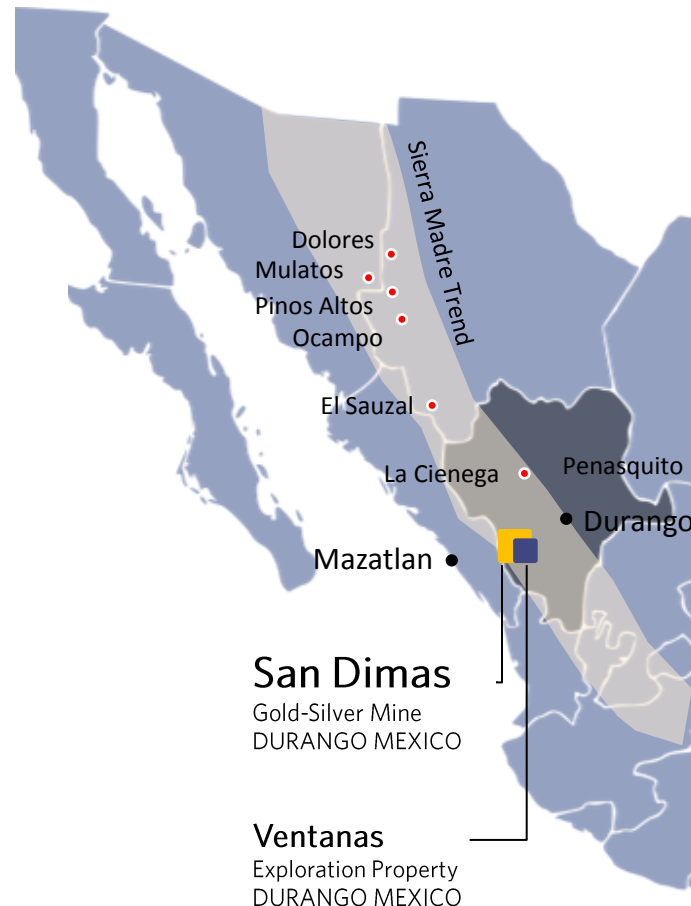 Sierra Madre Trend
Dolores
Mulatos
Pinos Altos
Ocampo
El Sauzal
La Cienega
Penasquito
Durango
Mazatlan
San Dimas
Gold-Silver Mine
DURANGO MEXICO
Ventanas
Exploration Property
DURANGO MEXICO